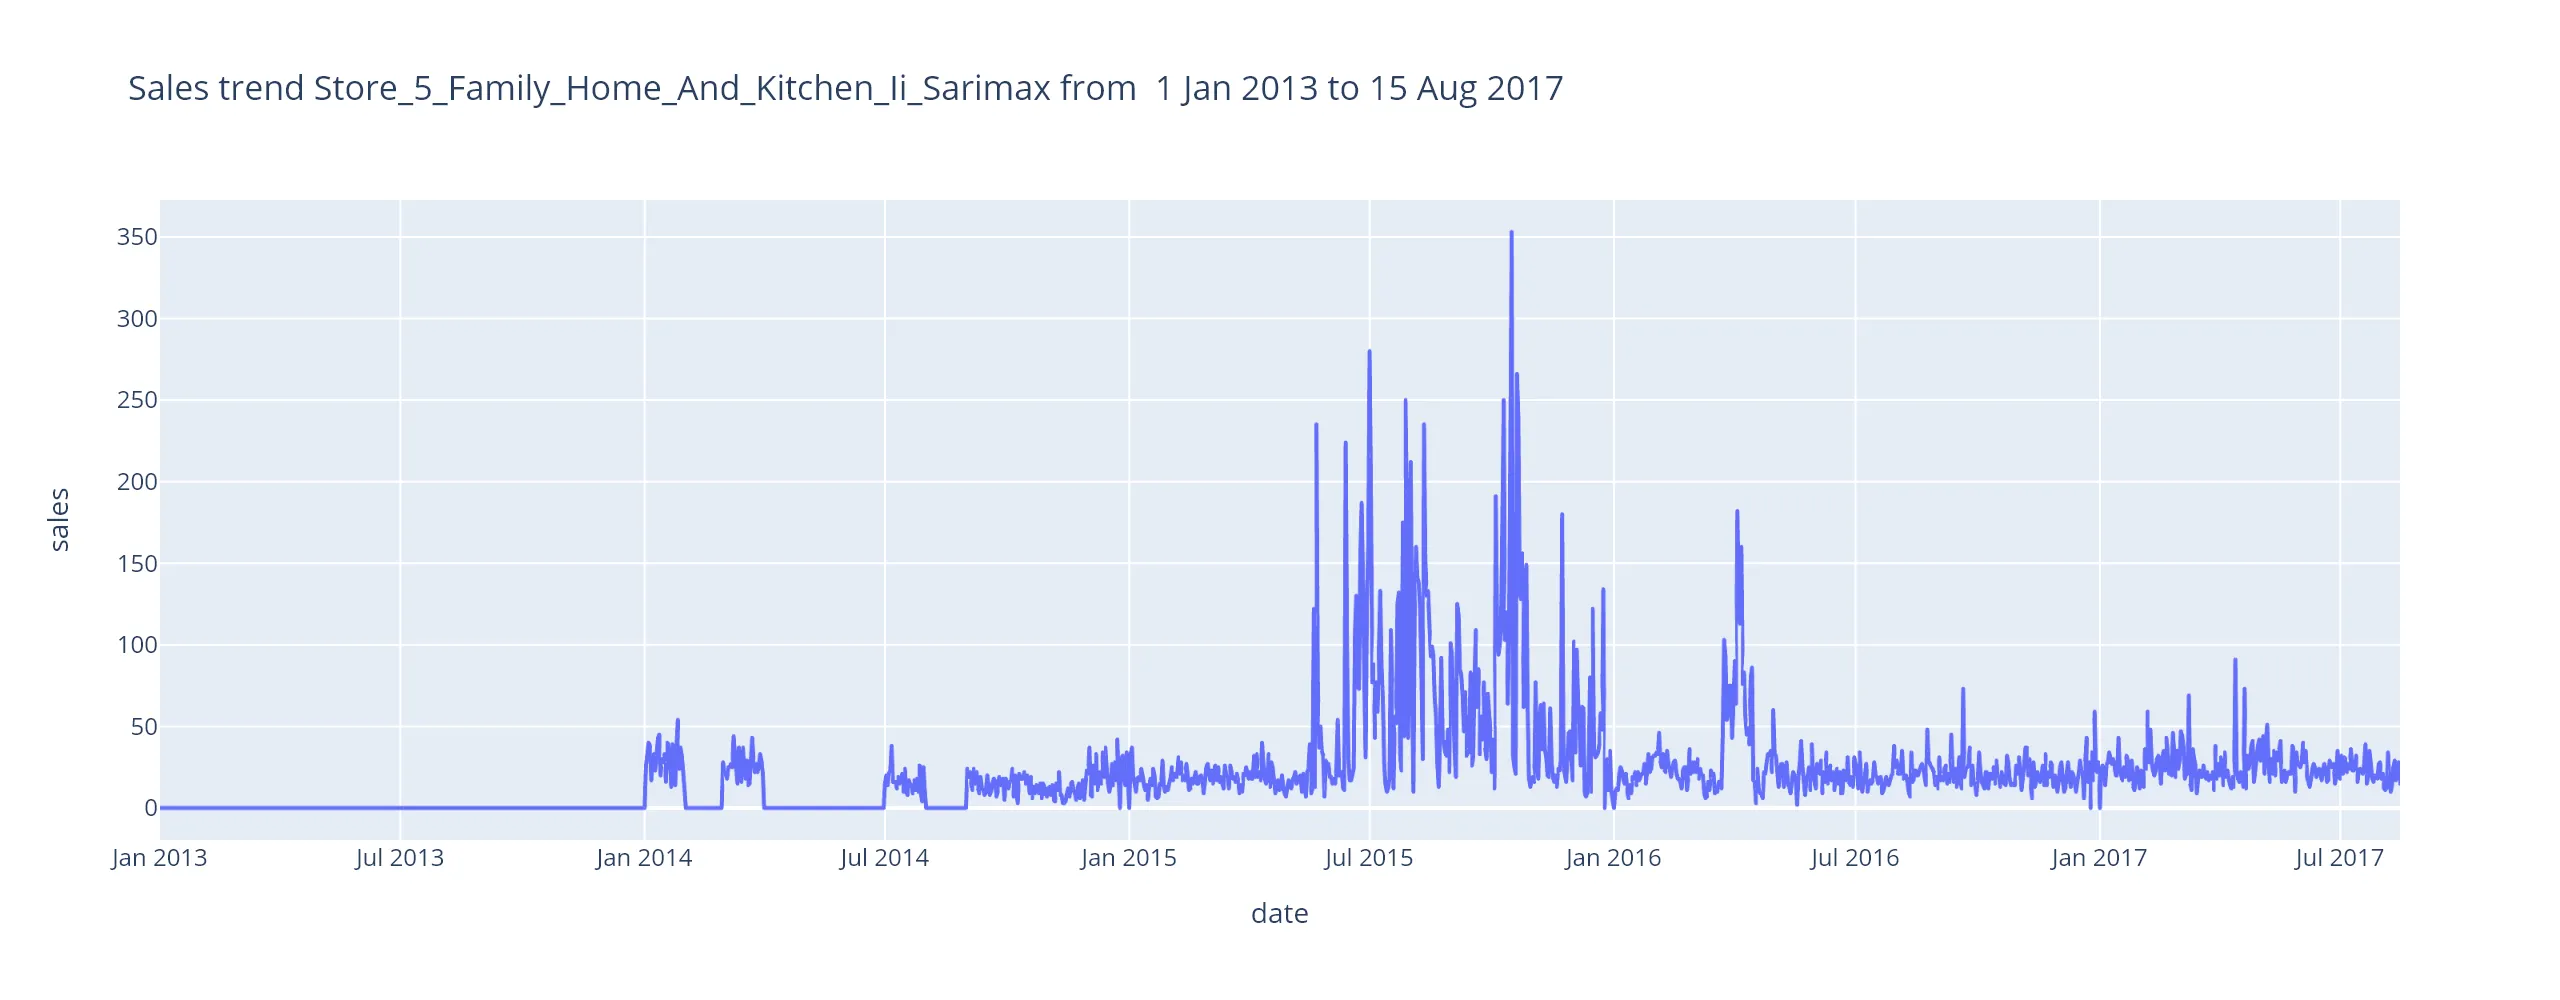 Sales trend Store_5_Family_Home_And_Kitchen_Ii_Sarimax from  1 Jan 2013 to 15 Aug 2017
350
300
250
200
150
100
50
0
sales
Jan 2013 Jul 2013 Jan 2014 Jul 2014 Jan 2015 Jul 2015 Jan 2016 Jul 2016 Jan 2017 Jul 2017
date